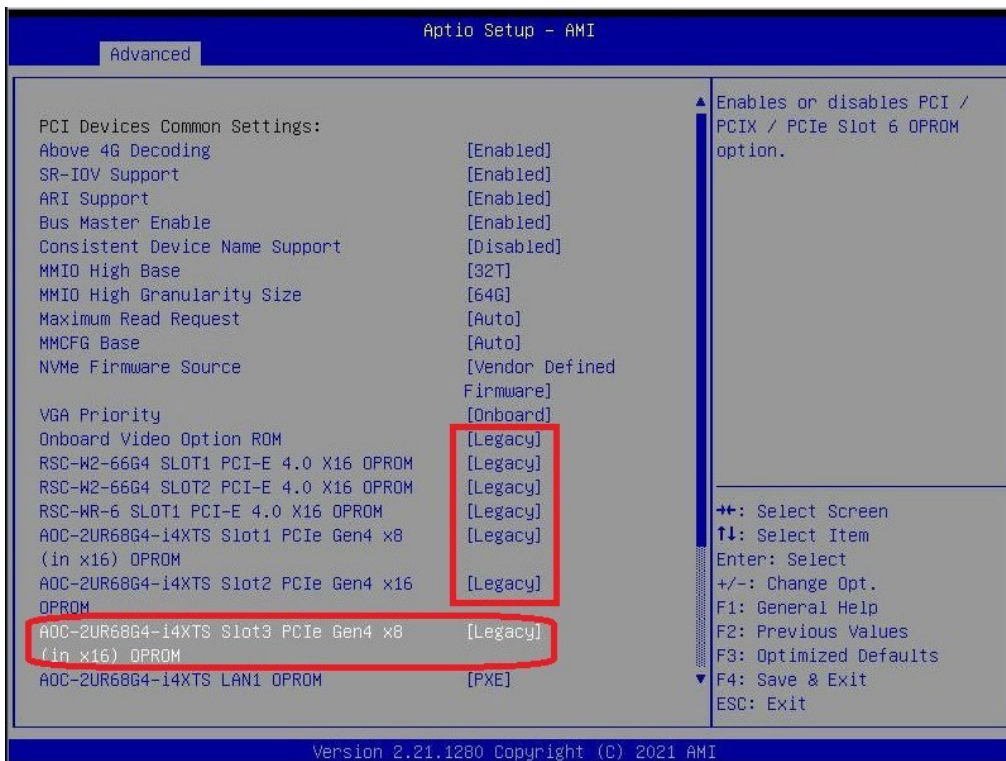 Aptio Setup - AMI
Advanced
PCI Devices Common Settings:
Above 4G Decoding [Enabled]
SR-IOV Support [Enabled]
ARI Support [Enabled]
Bus Master Enable [Enabled]
Consistent Device Name Support [Disabled]
MMIO High Base [32T]
MMIO High Granularity Size [64G]
Maximum Read Request [Auto]
MMCFG Base [Auto]
NVMe Firmware Source [Vendor Defined
Firmware]
VGA Priority [Onboard]
Onboard Video Option ROM [Legacy]
RSC-W2-66G4 SLOT1 PCI-E 4.0 X16 OPROM [Legacy]
RSC-W2-66G4 SLOT2 PCI-E 4.0 X16 OPROM [Legacy]
RSC-WR-6 SLOT1 PCI-E 4.0 X16 OPROM [Legacy]
AOC-2UR68G4-i4XTS Slot1 PCIe Gen4 x8 [Legacy]
(in x16) OPROM
AOC-2UR68G4-i4XTS Slot2 PCIe Gen4 x16 [Legacy]
OPROM
AOC-2UR68G4-i4XTS Slot3 PCIe Gen4 x8 [Legacy]
(in x16) OPROM
AOC-2UR68G4-i4XTS LAN1 OPROM [PXE]
Enables or disables PCI /
PCIX / PCIe Slot 6 OPROM
option.
→←: Select Screen
↑↓: Select Item
Enter: Select
+/-: Change Opt.
F1: General Help
F2: Previous Values
F3: Optimized Defaults
F4: Save & Exit
ESC: Exit
Version 2.21.1280 Copyright (C) 2021 AMI